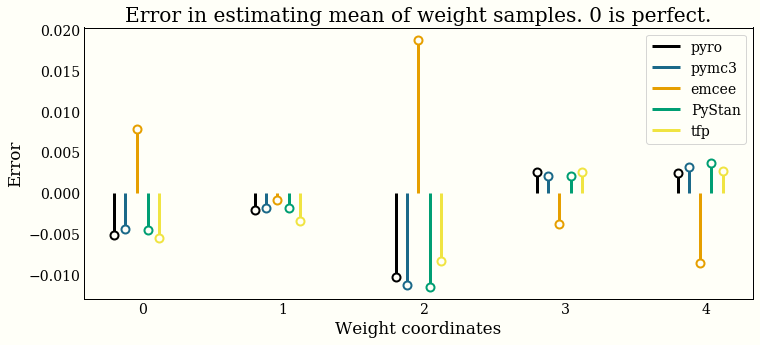 Error in estimating mean of weight samples. 0 is perfect.
0.020
0.015
0.010
0.005
0.000
−0.005
−0.010
Error
pyro
pymc3
emcee
PyStan
tfp
0 1 2 3 4
Weight coordinates